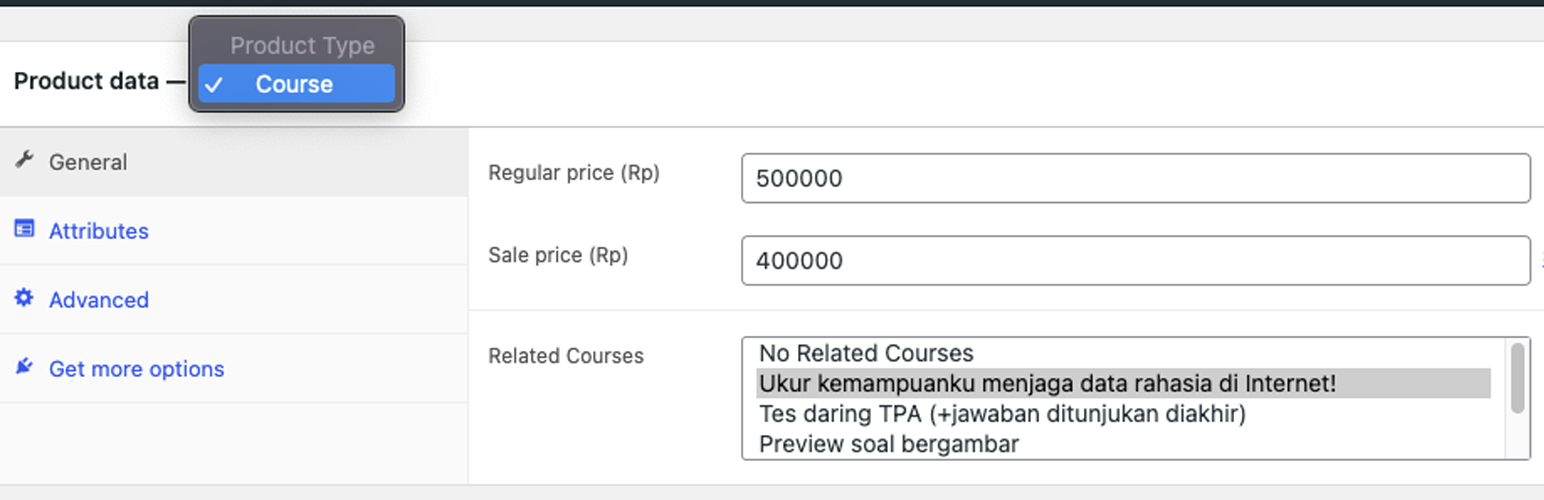 Product Type
Product data —
✓ Course
General
Regular price (Rp)
500000
Attributes
Sale price (Rp)
400000
Advanced
Related Courses
No Related Courses
Get more options
Ukur kemampuanku menjaga data rahasia di Internet!
Tes daring TPA (+jawaban ditunjukan diakhir)
Preview soal bergambar